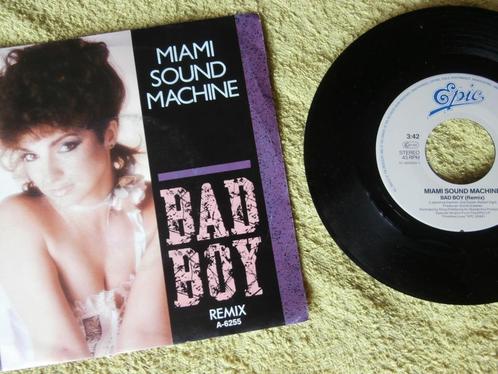 MIAMI
SOUND
MACHINE
BAD
BOY
REMIX
A-6255
Epic
3:42
STEREO
45 RPM
MIAMI SOUND MACHINE
BAD BOY (Remix)